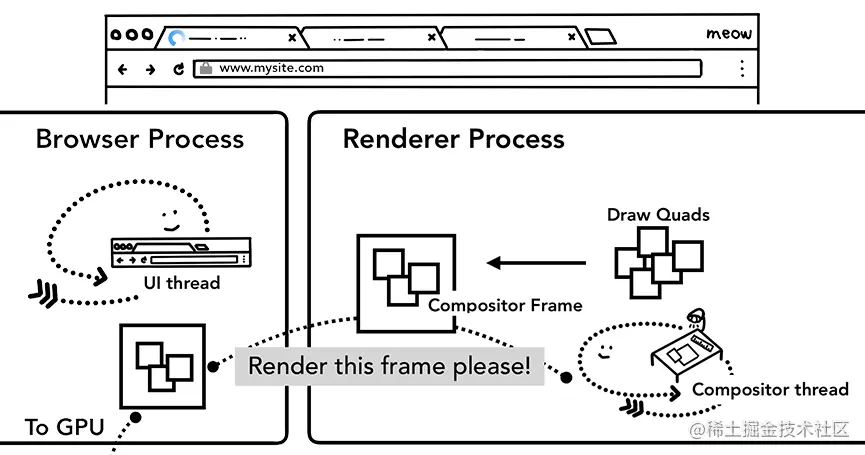 meow
www.mysite.com
Browser Process
Renderer Process
Draw Quads
UI thread
Compositor Frame
Render this frame please!
Compositor thread
To GPU
@稀土掘金技术社区